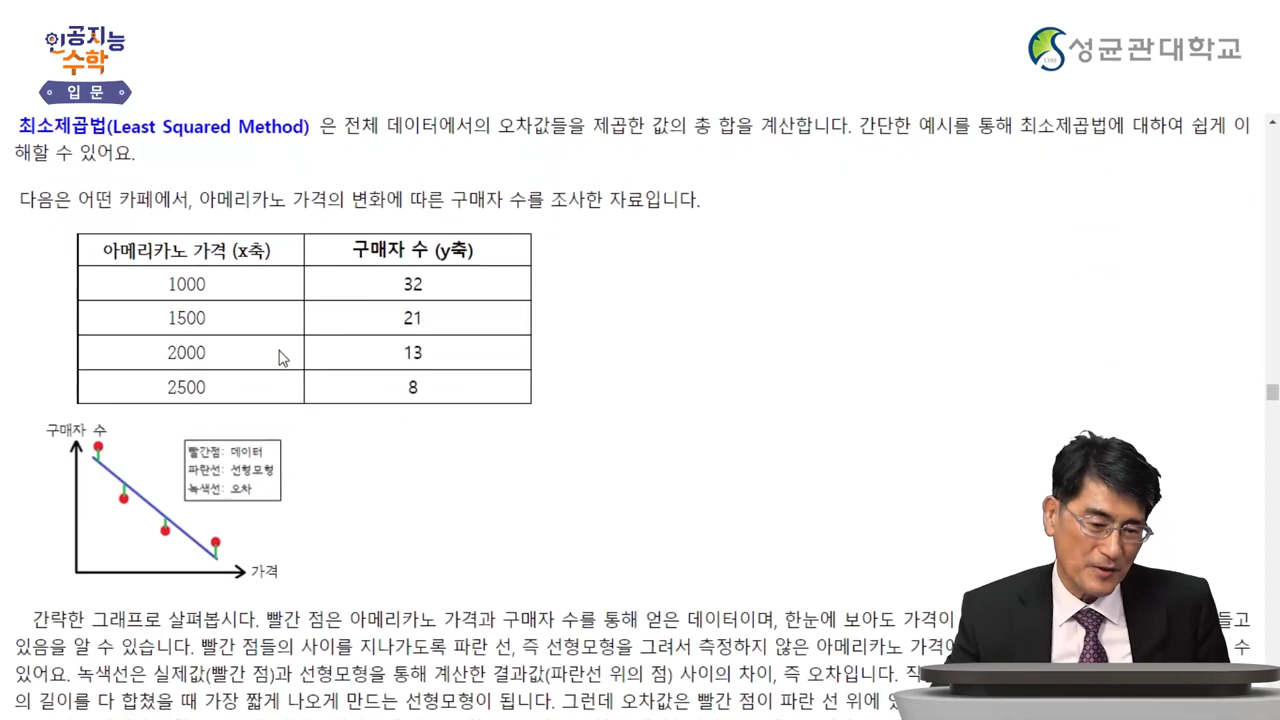 인공지능
수학
입문
성균관대학교
최소제곱법(Least Squared Method) 은 전체 데이터에서의 오차값들을 제곱한 값의 총 합을 계산합니다. 간단한 예시를 통해 최소제곱법에 대하여 쉽게 이
해할 수 있어요.
다음은 어떤 카페에서, 아메리카노 가격의 변화에 따른 구매자 수를 조사한 자료입니다.
아메리카노 가격 (x축) 구매자 수 (y축)
1000 32
1500 21
2000 13
2500 8
구매자 수
빨간점: 데이터
파란선: 선형모형
녹색선: 오차
가격
간략한 그래프로 살펴봅시다. 빨간 점은 아메리카노 가격과 구매자 수를 통해 얻은 데이터이며, 한눈에 보아도 가격이 들고
있음을 알 수 있습니다. 빨간 점들의 사이를 지나가도록 파란 선, 즉 선형모형을 그려서 측정하지 않은 아메리카노 가격에 수
있어요. 녹색선은 실제값(빨간 점)과 선형모형을 통해 계산한 결과값(파란선 위의 점) 사이의 차이, 즉 오차입니다.
의 길이를 다 합쳤을 때 가장 짧게 나오게 만드는 선형모형이 됩니다. 그런데 오차값은 빨간 점이 파란 선 위에